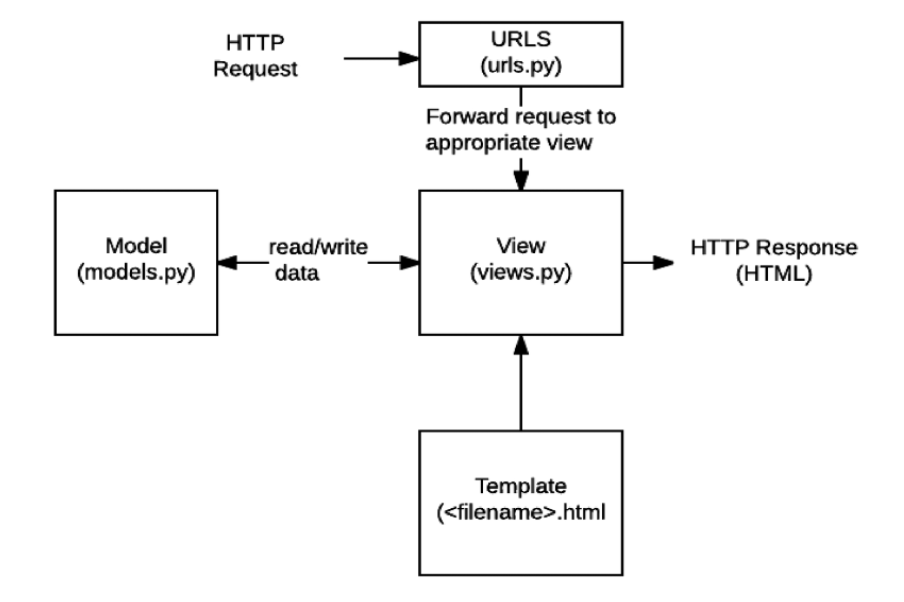 HTTP
Request
URLS
(urls.py)
Forward request to
appropriate view
Model
(models.py)
read/write
data
View
(views.py)
HTTP Response
(HTML)
Template
(<filename>.html